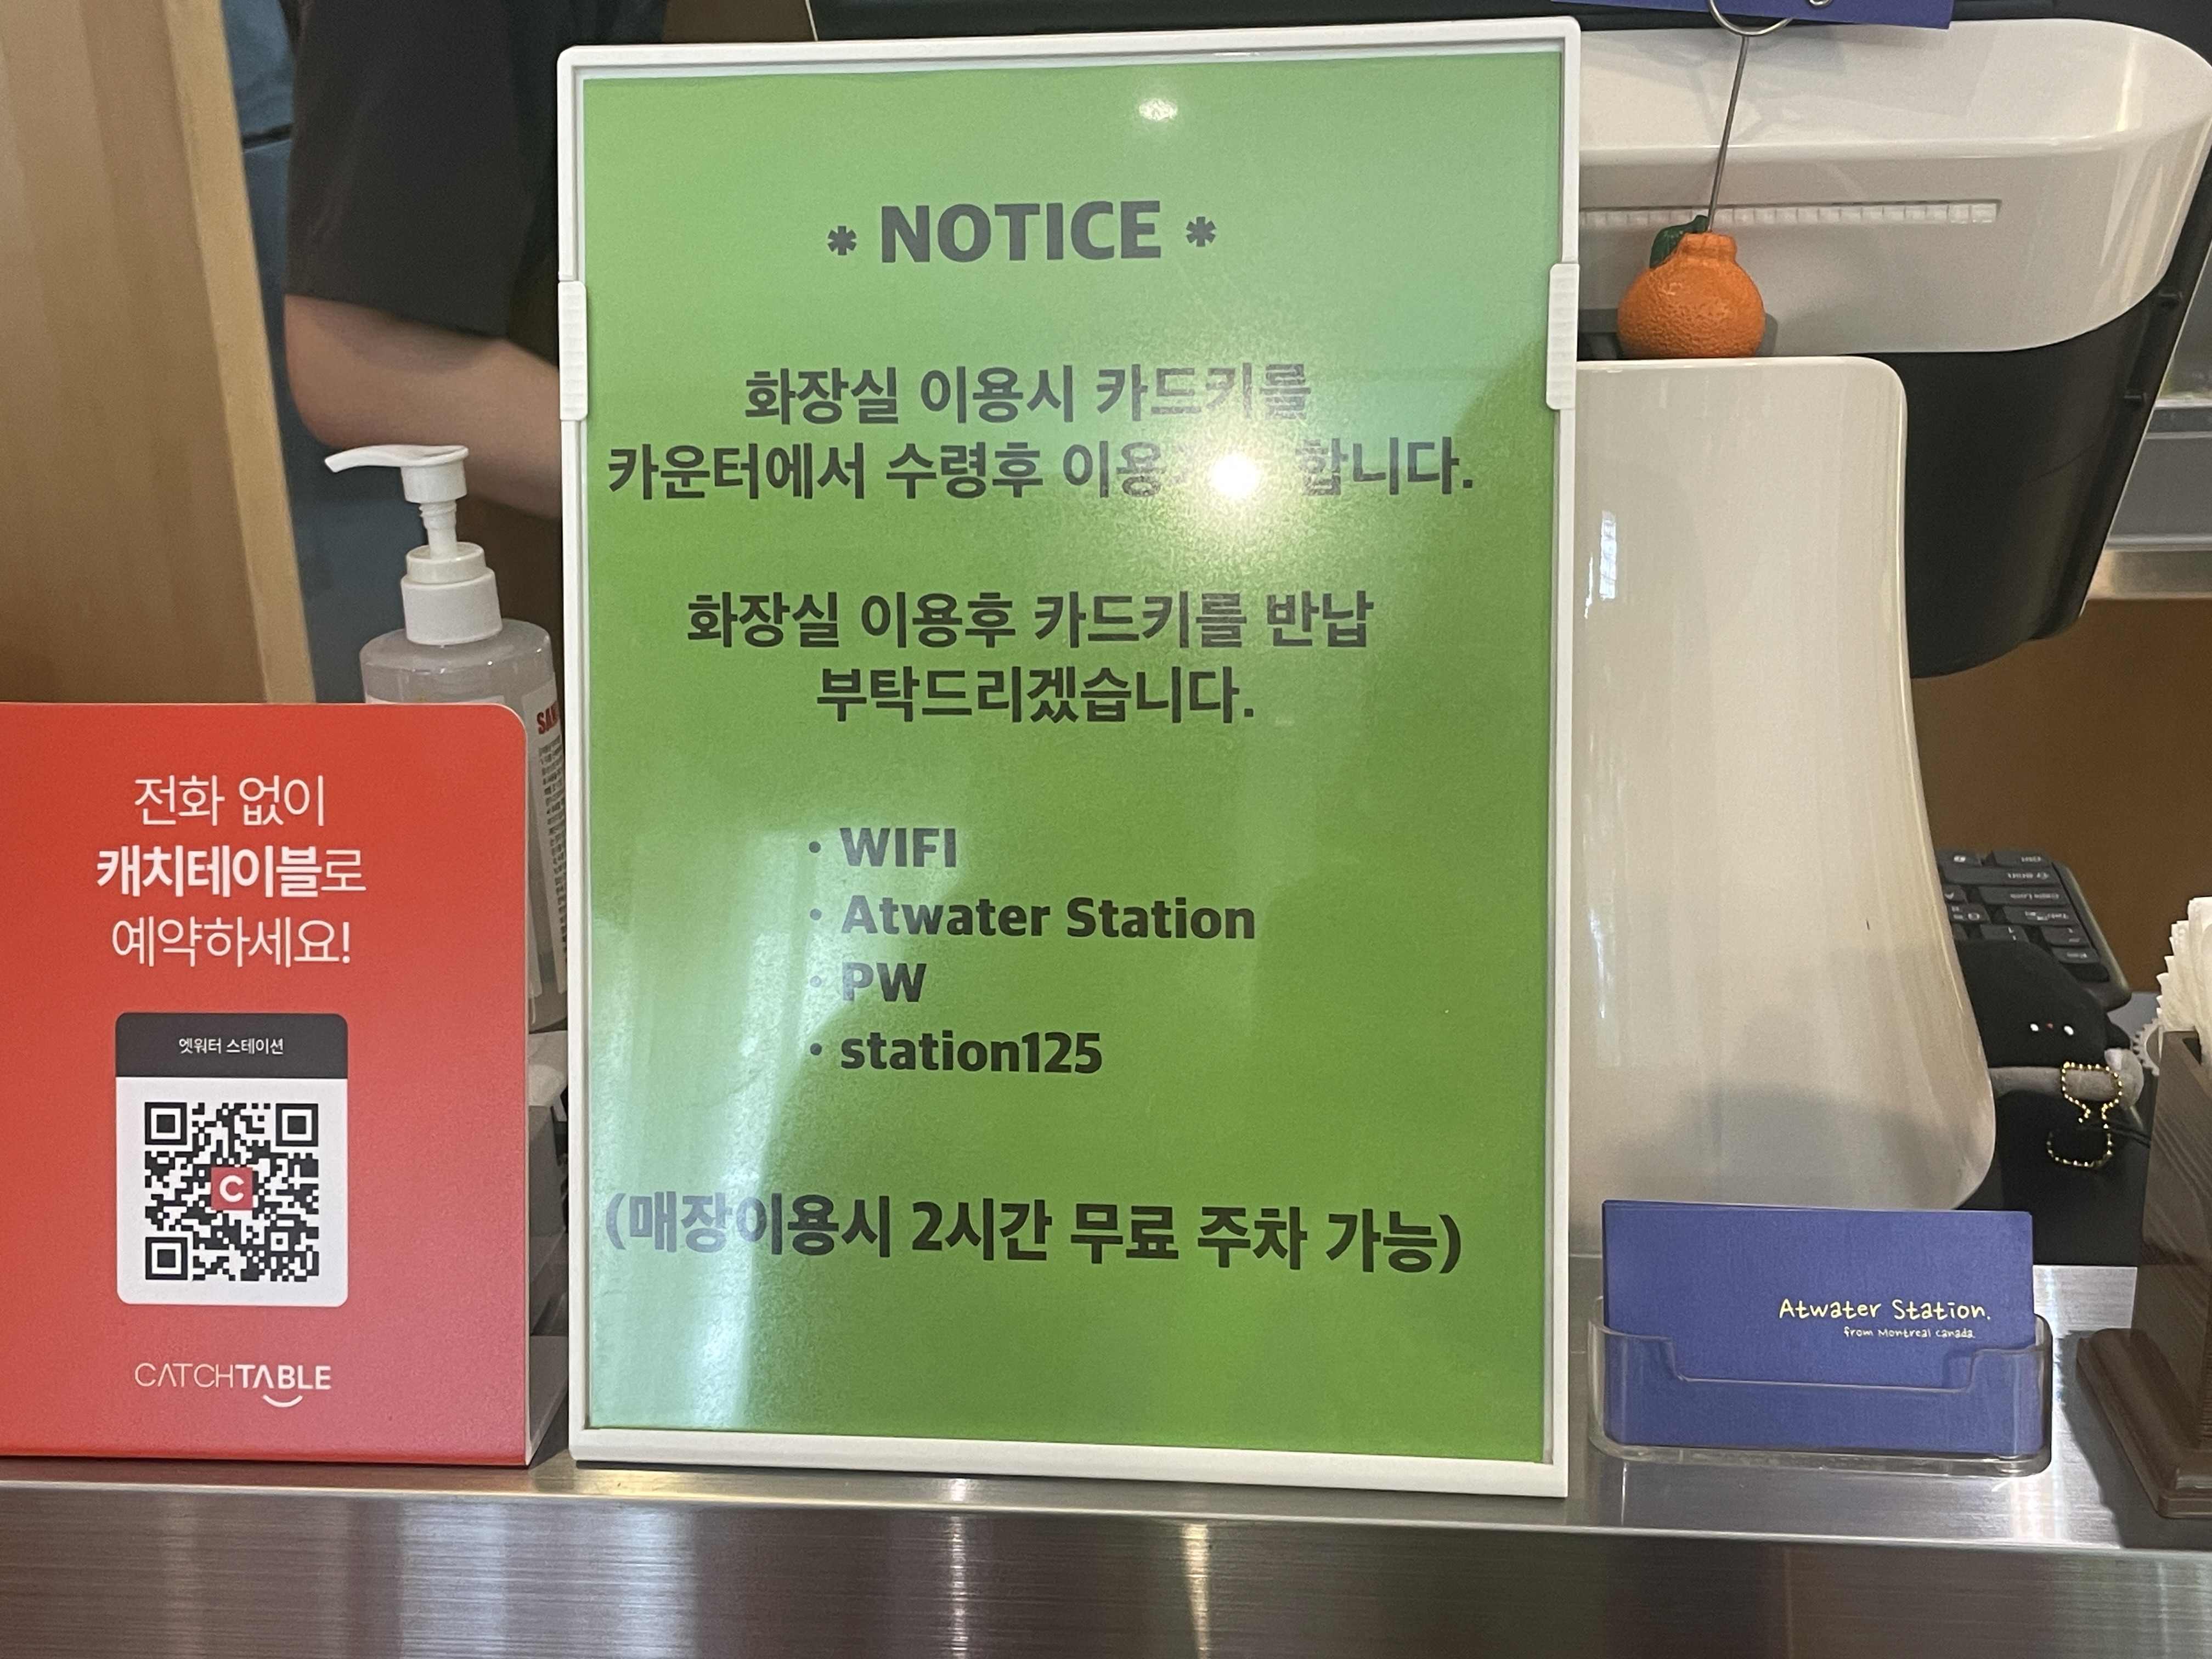 * NOTICE *
화장실 이용시 카드키를
카운터에서 수령후 이용 합니다.
화장실 이용후 카드키를 반납
부탁드리겠습니다.
· WIFI
· Atwater Station
· PW
· station125
(매장이용시 2시간 무료 주차 가능)
전화 없이
캐치테이블로
예약하세요!
엣워터 스테이션
C
CATCHTABLE
Atwater Station.
from Montreal Canada